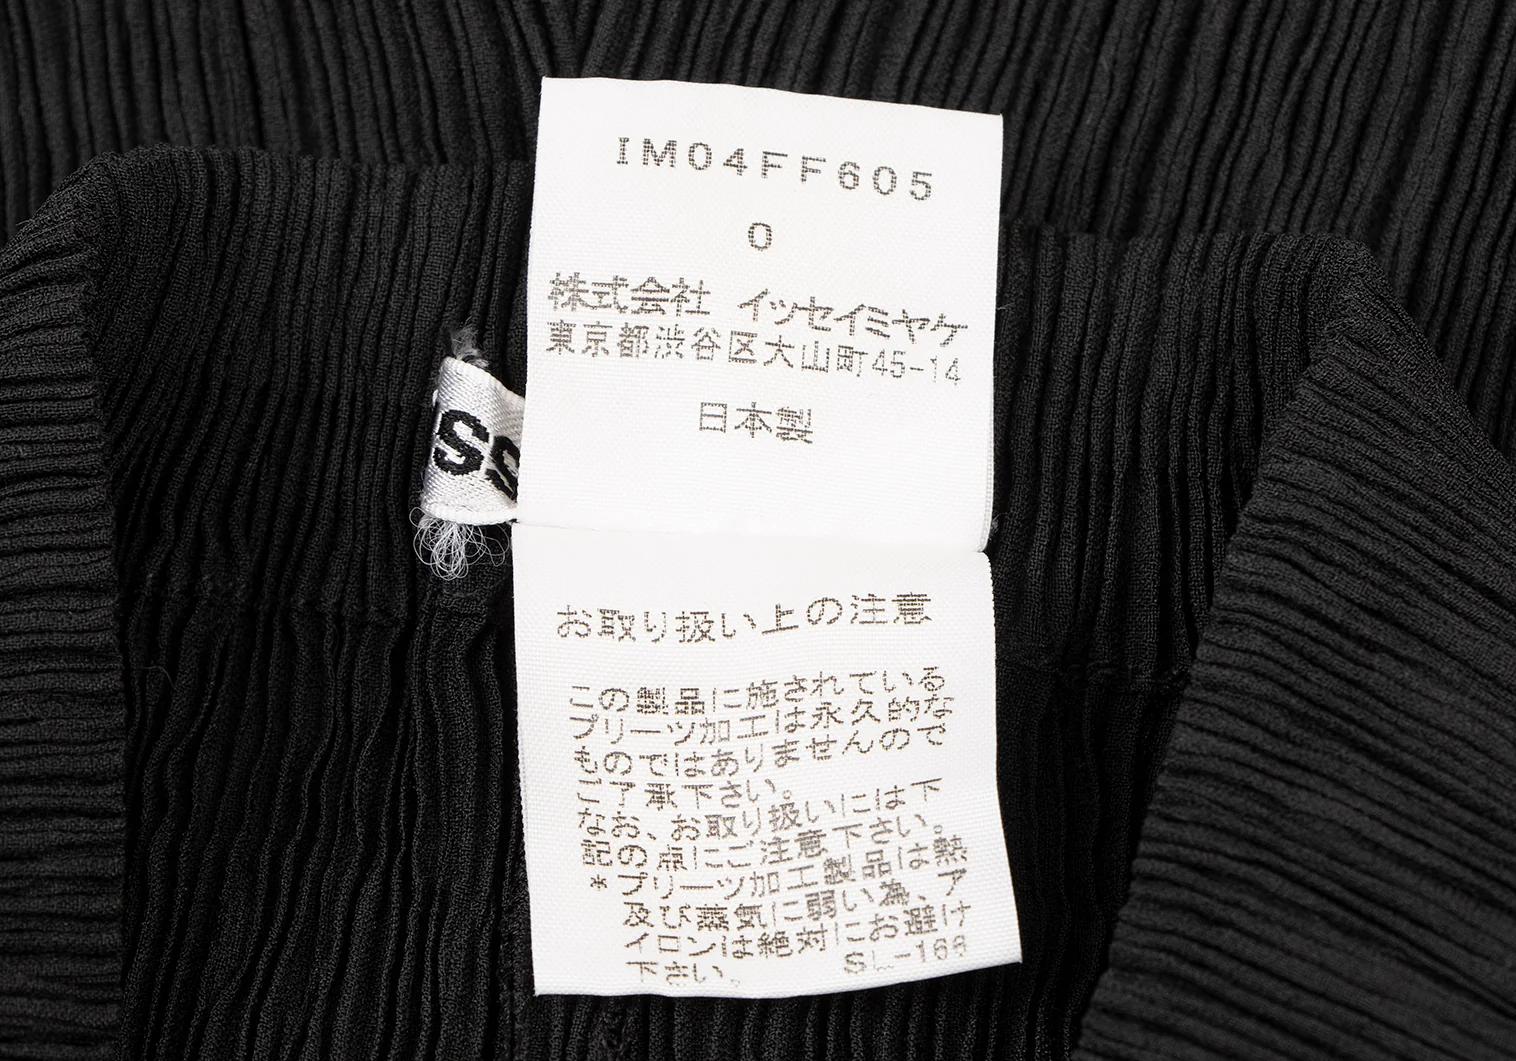 IM04FF605
0
株式会社 イッセイミヤケ
東京都渋谷区大山町45-14
日本製
SS
お取り扱い上の注意
この製品に施されている
プリーツ加工は永久的な
ものではありませんので
ご了承下さい。
なお、お取り扱いには下
記の点にご注意下さい。
*プリーツ加工製品は熱
及び蒸気に弱い為、ア
イロンは絶対にお避け
下さい。 SL-166